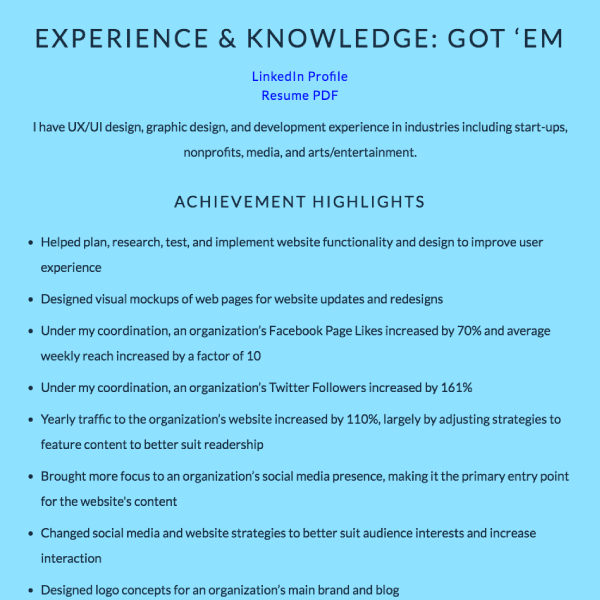 EXPERIENCE & KNOWLEDGE: GOT ‘EM
LinkedIn Profile
Resume PDF
I have UX/UI design, graphic design, and development experience in industries including start-ups,
nonprofits, media, and arts/entertainment.
ACHIEVEMENT HIGHLIGHTS
• Helped plan, research, test, and implement website functionality and design to improve user
experience
• Designed visual mockups of web pages for website updates and redesigns
• Under my coordination, an organization’s Facebook Page Likes increased by 70% and average
weekly reach increased by a factor of 10
• Under my coordination, an organization’s Twitter Followers increased by 161%
• Yearly traffic to the organization’s website increased by 110%, largely by adjusting strategies to
feature content to better suit readership
• Brought more focus to an organization’s social media presence, making it the primary entry point
for the website's content
• Changed social media and website strategies to better suit audience interests and increase
interaction
• Designed logo concepts for an organization’s main brand and blog